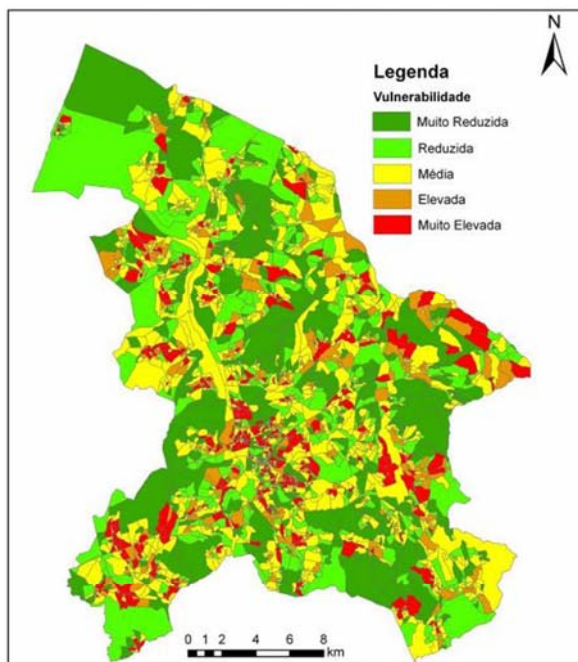 N
Legenda
Vulnerabilidade
Muito Reduzida
Reduzida
Média
Elevada
Muito Elevada
0 1 2 4 6 8
km